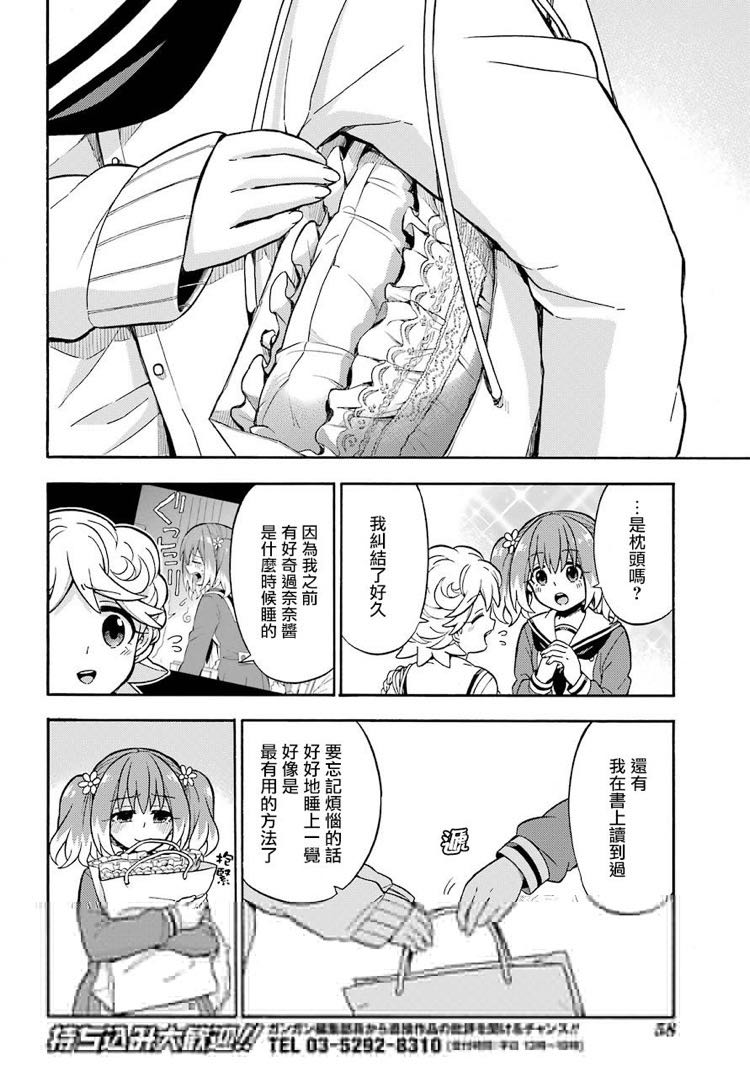 …是枕頭嗎?
我糾結了好久
因為我之前
有好奇過奈奈醬
是什麼時候睡的
ぐっすり
還有
我在書上讀到過
遞
要忘記煩惱的話
好好地睡上一覺
好像是
最有用的方法了
抱緊
持ち込み大歓迎!!
ガンガン編集部員から直接作品の批評を聞けるチャンス!!
TEL 03-5292-8310
58